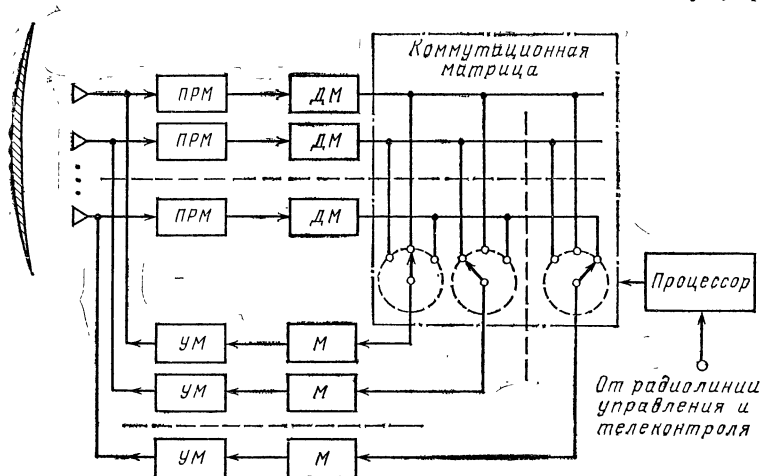 Коммутационная
матрица
ПРМ
ДМ
ПРМ
ДМ
ПРМ
ДМ
Процессор
УМ
М
УМ
М
УМ
М
От радиолинии
управления и
телеконтроля